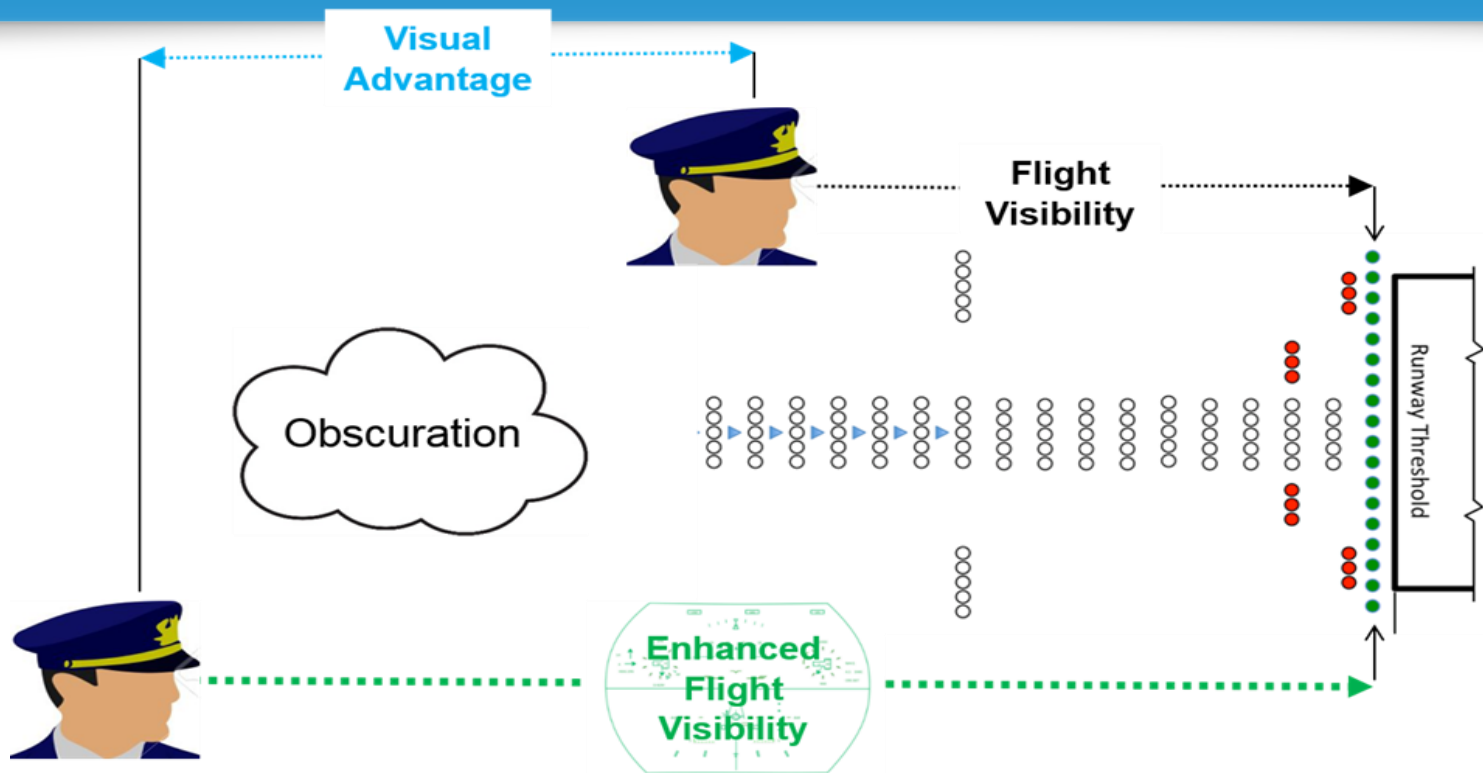 Visual
Advantage
Flight
Visibility
Obscuration
Runway Threshold
Enhanced
Flight
Visibility